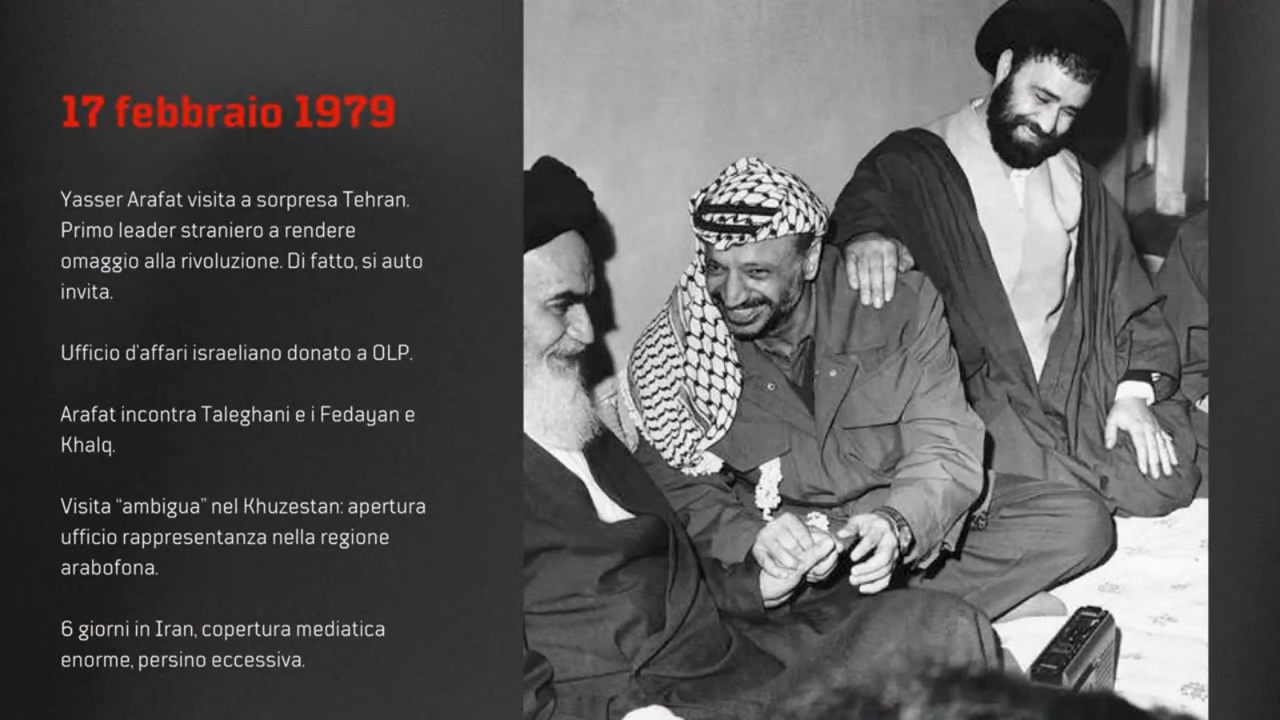 17 febbraio 1979
Yasser Arafat visita a sorpresa Tehran.
Primo leader straniero a rendere
omaggio alla rivoluzione. Di fatto, si auto
invita.
Ufficio d'affari israeliano donato a OLP.
Arafat incontra Taleghani e i Fedayan e
Khalq.
Visita “ambigua” nel Khuzestan: apertura
ufficio rappresentanza nella regione
arabofona.
6 giorni in Iran, copertura mediatica
enorme, persino eccessiva.